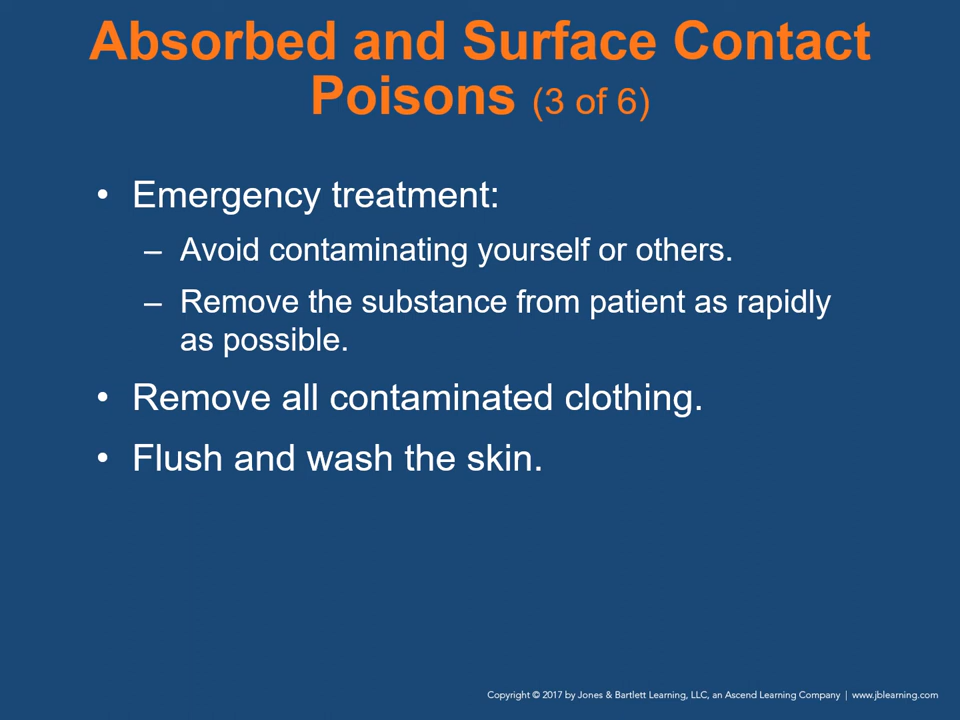 Absorbed and Surface Contact
Poisons (3 of 6)
• Emergency treatment:
– Avoid contaminating yourself or others.
– Remove the substance from patient as rapidly
as possible.
• Remove all contaminated clothing.
• Flush and wash the skin.
Copyright © 2017 by Jones & Bartlett Learning, LLC, an Ascend Learning Company | www.jblearning.com